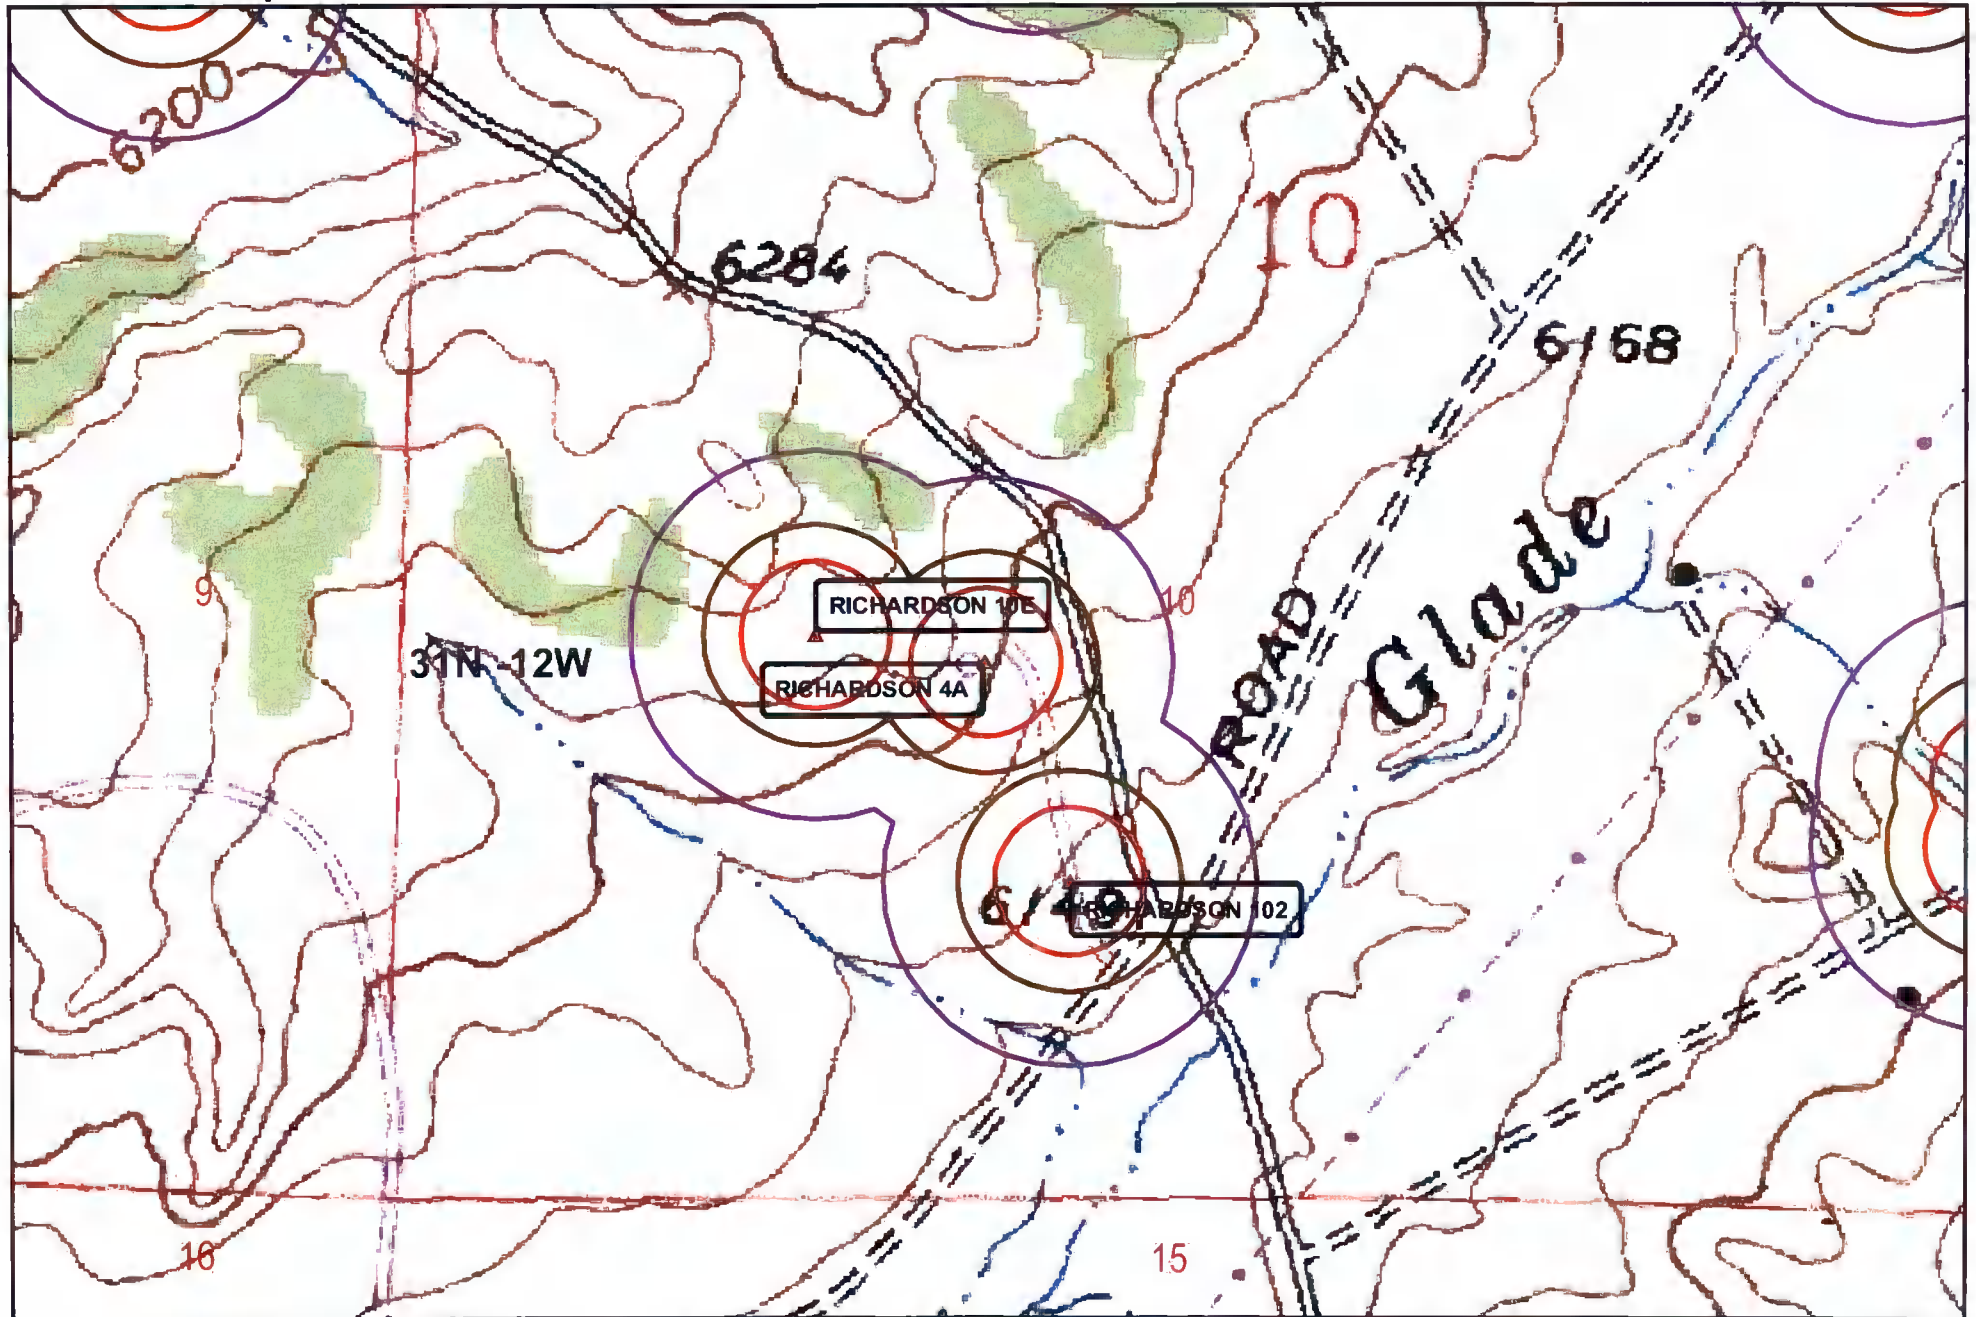 6200
10
6284
6168
Glade
ROAD
9
10
RICHARDSON 10E
31N -12W
RICHARDSON 4A
RICHARDSON 102
16
15